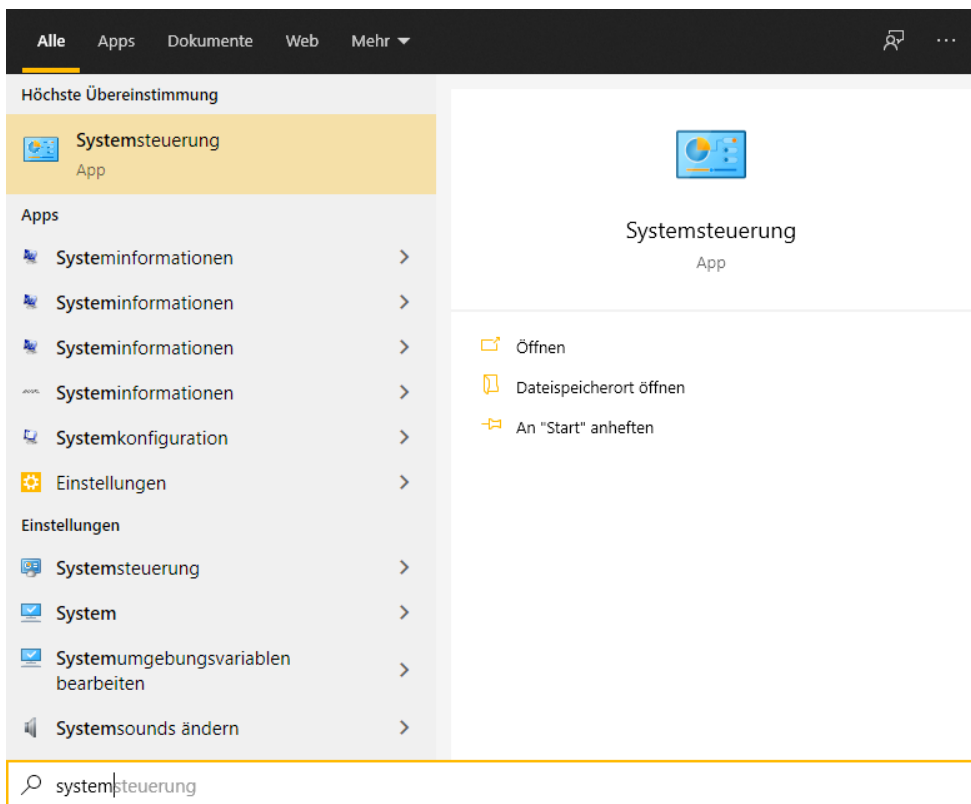 Alle Apps Dokumente Web Mehr
Höchste Übereinstimmung
Systemsteuerung
App
Apps
Systeminformationen
Systeminformationen
Systeminformationen
Systeminformationen
Systemkonfiguration
Einstellungen
Einstellungen
Systemsteuerung
System
Systemumgebungsvariablen
bearbeiten
Systemsounds ändern
Systemsteuerung
App
Öffnen
Dateispeicherort öffnen
An "Start" anheften
systemsteuerung